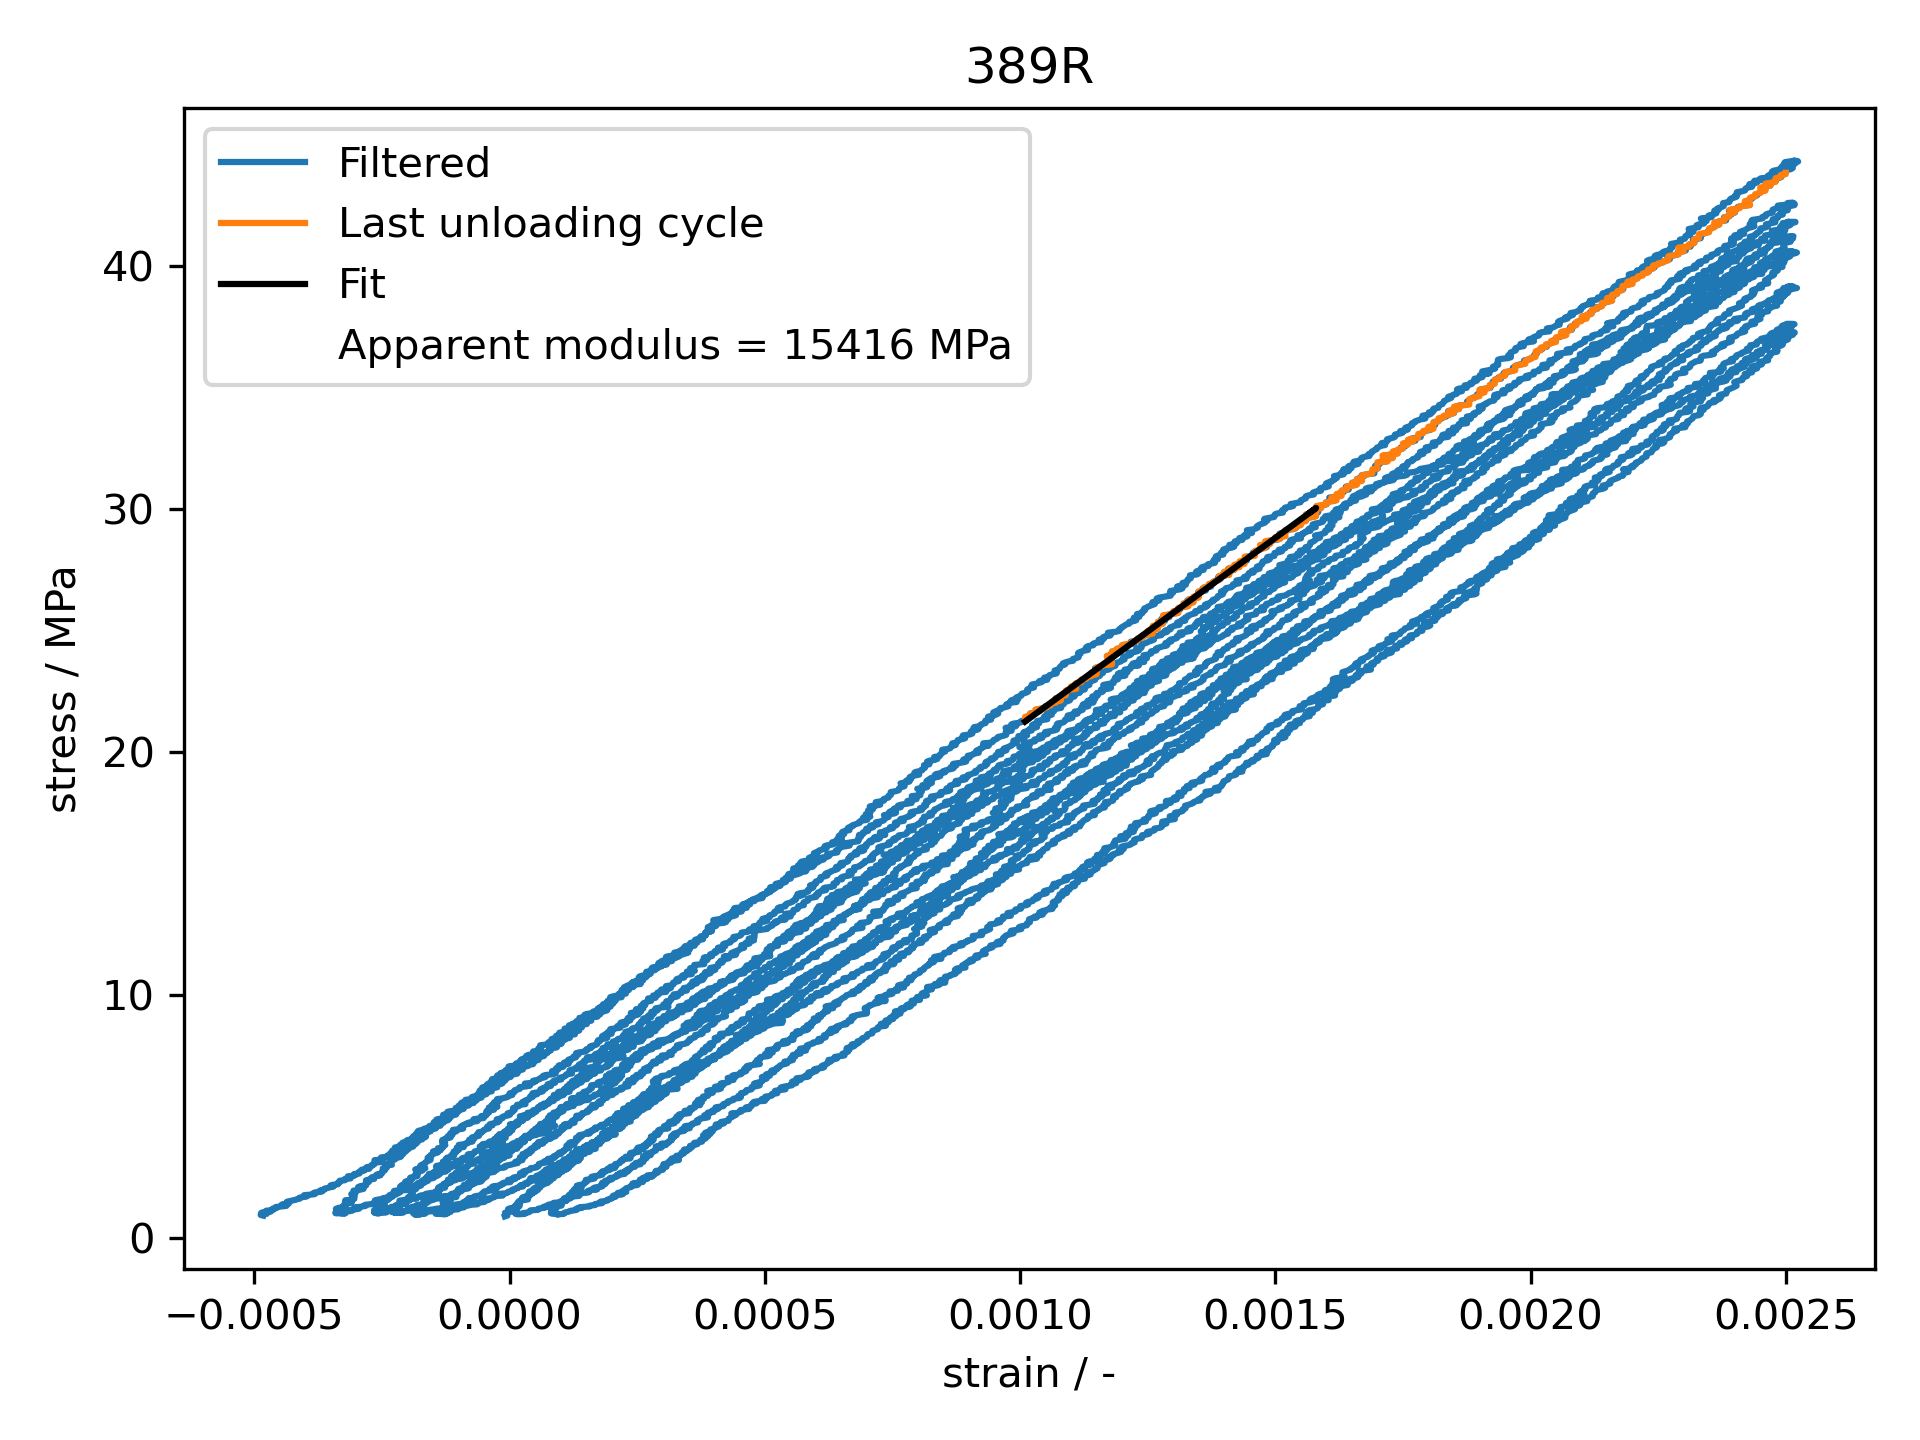 389R
Filtered
Last unloading cycle
Fit
Apparent modulus = 15416 MPa
stress / MPa
40
30
20
10
0
−0.0005 0.0000 0.0005 0.0010 0.0015 0.0020 0.0025
strain / -